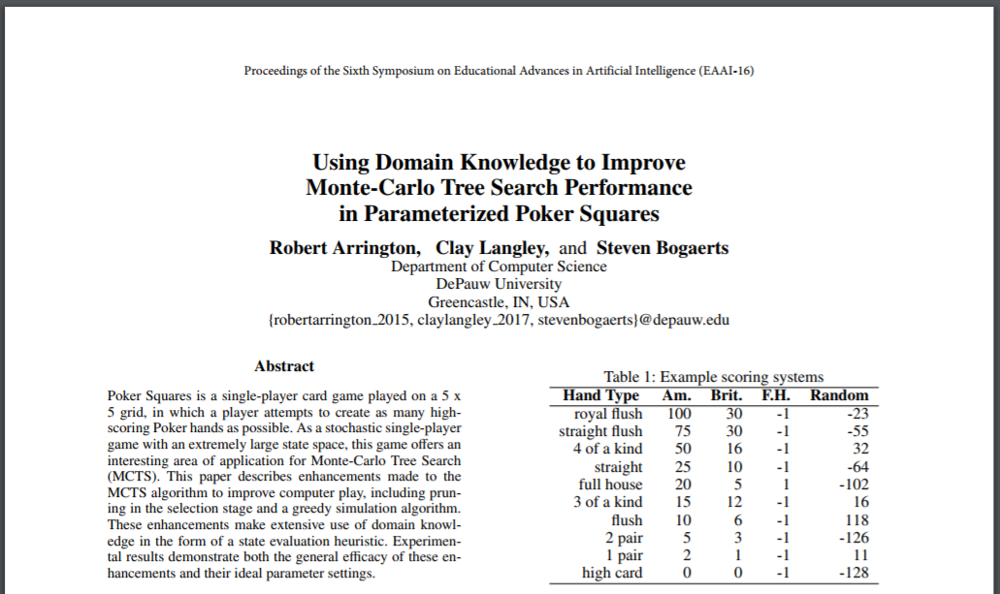 Proceedings of the Sixth Symposium on Educational Advances in Artificial Intelligence (EAAI-16)
Using Domain Knowledge to Improve
Monte-Carlo Tree Search Performance
in Parameterized Poker Squares
Robert Arrington, Clay Langley, and Steven Bogaerts
Department of Computer Science
DePauw University
Greencastle, IN, USA
{robertarrington_2015, claylangley_2017, stevenbogaerts}@depauw.edu
Abstract
Poker Squares is a single-player card game played on a 5 x
5 grid, in which a player attempts to create as many high-
scoring Poker hands as possible. As a stochastic single-player
game with an extremely large state space, this game offers an
interesting area of application for Monte-Carlo Tree Search
(MCTS). This paper describes enhancements made to the
MCTS algorithm to improve computer play, including prun-
ing in the selection stage and a greedy simulation algorithm.
These enhancements make extensive use of domain knowl-
edge in the form of a state evaluation heuristic. Experimen-
tal results demonstrate both the general efficacy of these en-
hancements and their ideal parameter settings.
Table 1: Example scoring systems
Hand Type Am. Brit. F.H. Random
royal flush 100 30 -1 -23
straight flush 75 30 -1 -55
4 of a kind 50 16 -1 32
straight 25 10 -1 -64
full house 20 5 1 -102
3 of a kind 15 12 -1 16
flush 10 6 -1 118
2 pair 5 3 -1 -126
1 pair 2 1 -1 11
high card 0 0 -1 -128